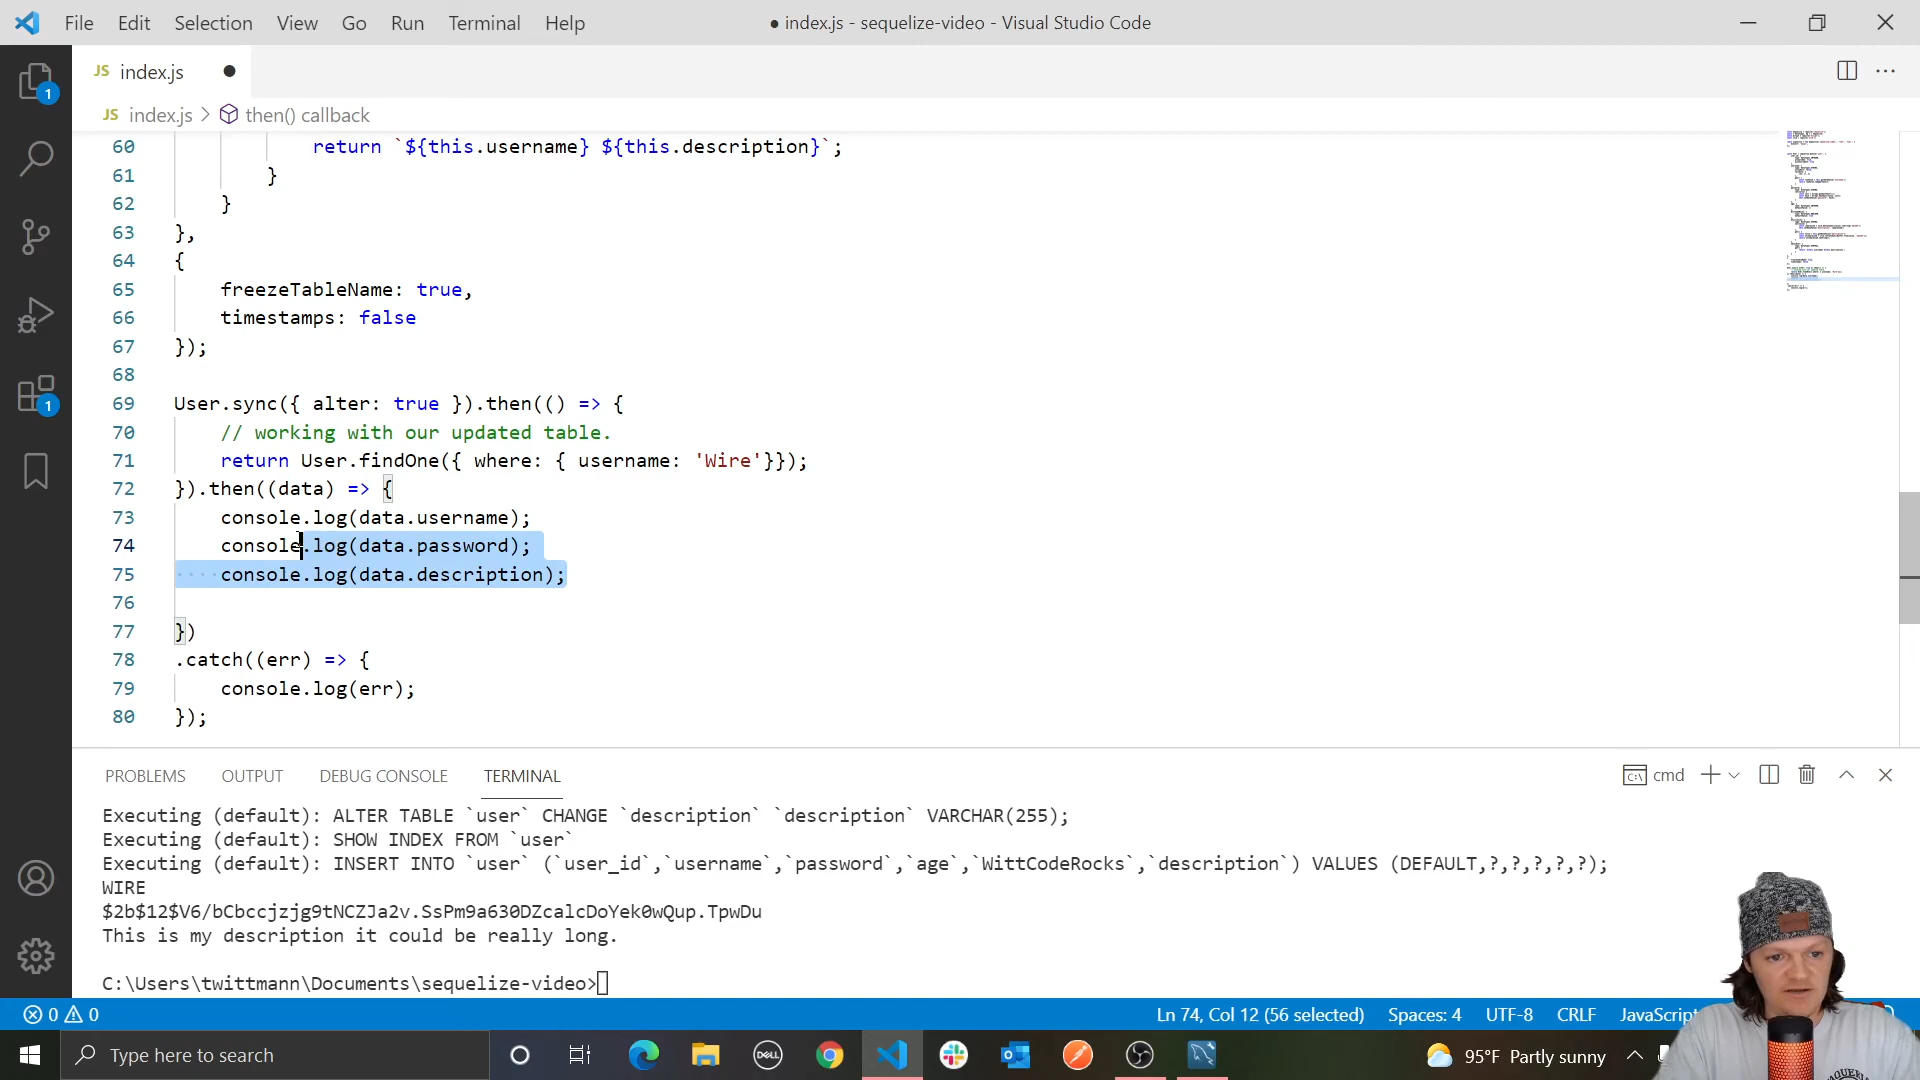 File Edit Selection View Go Run Terminal Help
● index.js - sequelize-video - Visual Studio Code
1
JS index.js ●
JS index.js > then() callback
60 return `${this.username} ${this.description}`;
61 }
62 }
63 },
64 {
65 freezeTableName: true,
66 timestamps: false
67 });
68
69 User.sync({ alter: true }).then(() => {
70 // working with our updated table.
71 return User.findOne({ where: { username: 'Wire'}});
72 }).then((data) => {
73 console.log(data.username);
74 console.log(data.password);
75 ····console.log(data.description);
76
77 })
78 .catch((err) => {
79 console.log(err);
80 });
1
PROBLEMS OUTPUT DEBUG CONSOLE TERMINAL
cmd
Executing (default): ALTER TABLE `user` CHANGE `description` `description` VARCHAR(255);
Executing (default): SHOW INDEX FROM `user`
Executing (default): INSERT INTO `user` (`user_id`,`username`,`password`,`age`,`WittCodeRocks`,`description`) VALUES (DEFAULT,?,?,?,?,?);
WIRE
$2b$12$V6/bCbccjzjg9tNCZJa2v.SsPm9a630DZcalcDoYek0wQup.TpwDu
This is my description it could be really long.
C:\Users\twittmann\Documents\sequelize-video>
0 0
Ln 74, Col 12 (56 selected) Spaces: 4 UTF-8 CRLF JavaScript
Type here to search
DELL
95°F Partly sunny